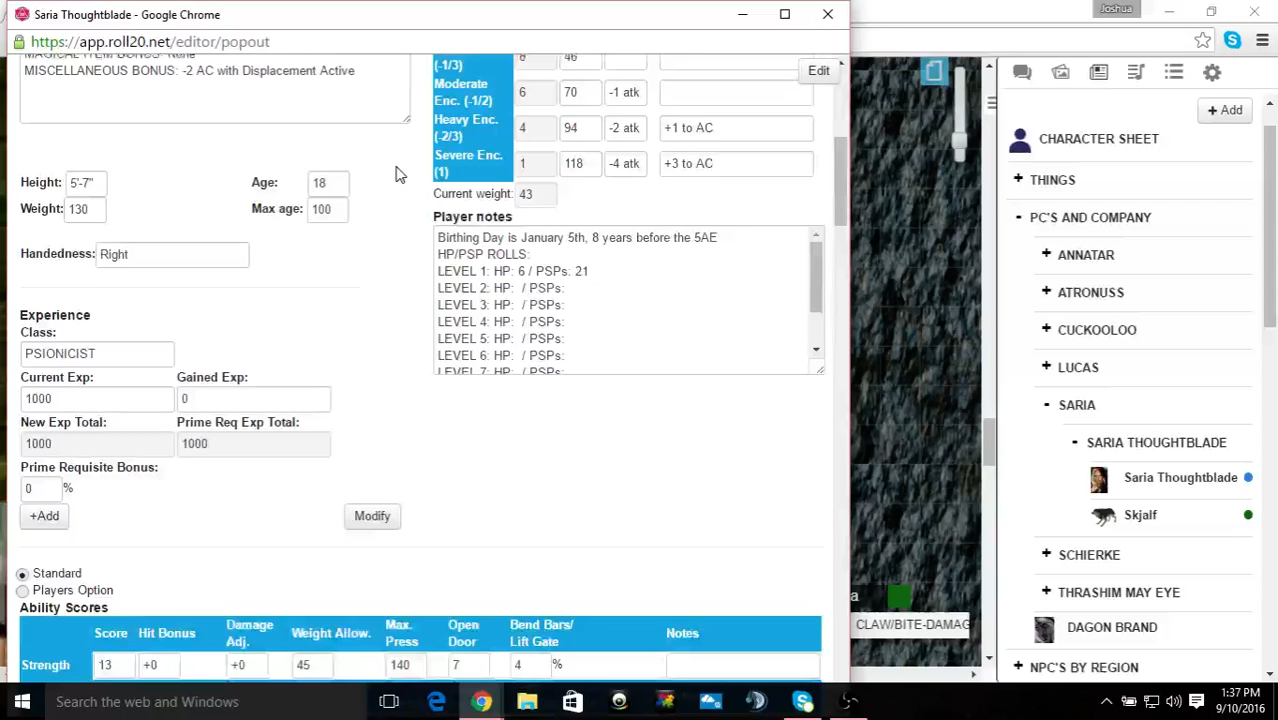 Saria Thoughtblade - Google Chrome
https://app.roll20.net/editor/popout
MISCELLANEOUS BONUS: -2 AC with Displacement Active
Height: 5'-7" Age: 18
Weight: 130 Max age: 100
Handedness: Right
Experience
Class:
PSIONICIST
Current Exp: Gained Exp:
1000 0
New Exp Total: Prime Req Exp Total:
1000 1000
Prime Requisite Bonus:
0 %
+Add Modify
Edit
(-1/3) 6 46
Moderate
Enc. (-1/2) 6 70 -1 atk
Heavy Enc.
(-2/3) 4 94 -2 atk +1 to AC
Severe Enc.
(1) 1 118 -4 atk +3 to AC
Current weight: 43
Player notes
Birthing Day is January 5th, 8 years before the 5AE
HP/PSP ROLLS:
LEVEL 1: HP: 6 / PSPs: 21
LEVEL 2: HP: / PSPs:
LEVEL 3: HP: / PSPs:
LEVEL 4: HP: / PSPs:
LEVEL 5: HP: / PSPs:
LEVEL 6: HP: / PSPs:
LEVEL 7: HP: / PSPs:
Standard
Players Option
Ability Scores
Score Hit Bonus Damage Adj. Weight Allow. Max. Press Open Door Bend Bars/ Lift Gate Notes
Strength 13 +0 +0 45 140 7 4 %
Joshua
+ Add
CHARACTER SHEET
+ THINGS
- PC'S AND COMPANY
+ ANNATAR
+ ATRONUSS
+ CUCKOOLOO
+ LUCAS
- SARIA
- SARIA THOUGHTBLADE
Saria Thoughtblade
Skjalf
+ SCHIERKE
+ THRASHIM MAY EYE
DAGON BRAND
+ NPC'S BY REGION
a
CLAW/BITE-DAMAG
Search the web and Windows
1:37 PM
9/10/2016